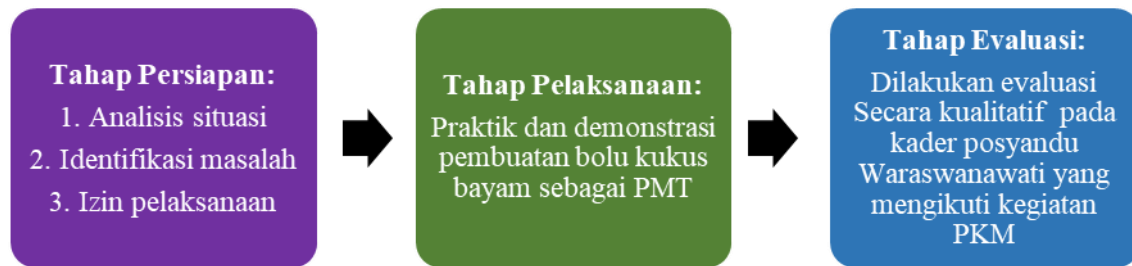 Tahap Persiapan:
1. Analisis situasi
2. Identifikasi masalah
3. Izin pelaksanaan
Tahap Pelaksanaan:
Praktik dan demonstrasi
pembuatan bolu kukus
bayam sebagai PMT
Tahap Evaluasi:
Dilakukan evaluasi
Secara kualitatif pada
kader posyandu
Waraswanawati yang
mengikuti kegiatan
PKM